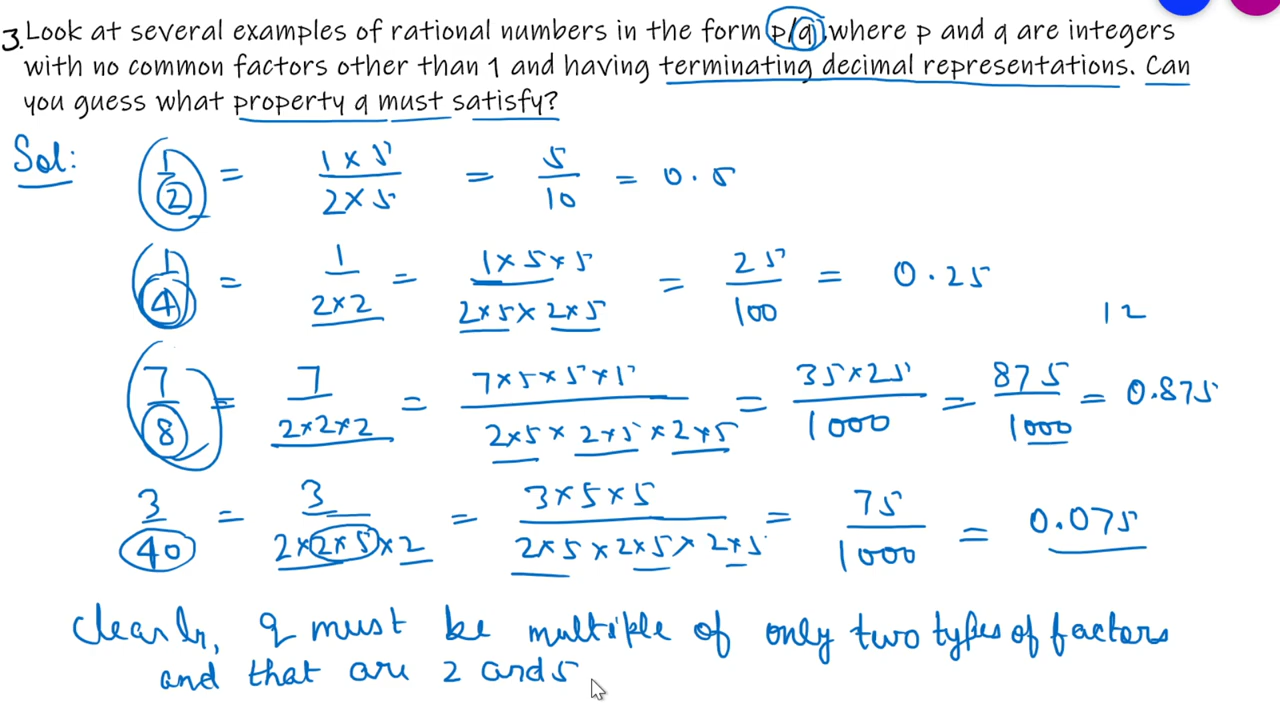 3. Look at several examples of rational numbers in the form p/q, where p and q are integers
with no common factors other than 1 and having terminating decimal representations. Can
you guess what property q must satisfy?
Sol: 1/2 = 1 × 5 / 2 × 5 = 5/10 = 0.5
1/4 = 1 / 2×2 = 1 × 5 × 5 / 2×5 × 2×5 = 25/100 = 0.25
12
7/8 = 7 / 2×2×2 = 7×5×5×5 / 2×5 × 2×5 × 2×5 = 35×25 / 1000 = 875/1000 = 0.875
3/40 = 3 / 2×2×5×2 = 3×5×5 / 2×5 × 2×5 × 2×5 = 75/1000 = 0.075
Clearly, q must be multiple of only two types of factors
and that are 2 and 5